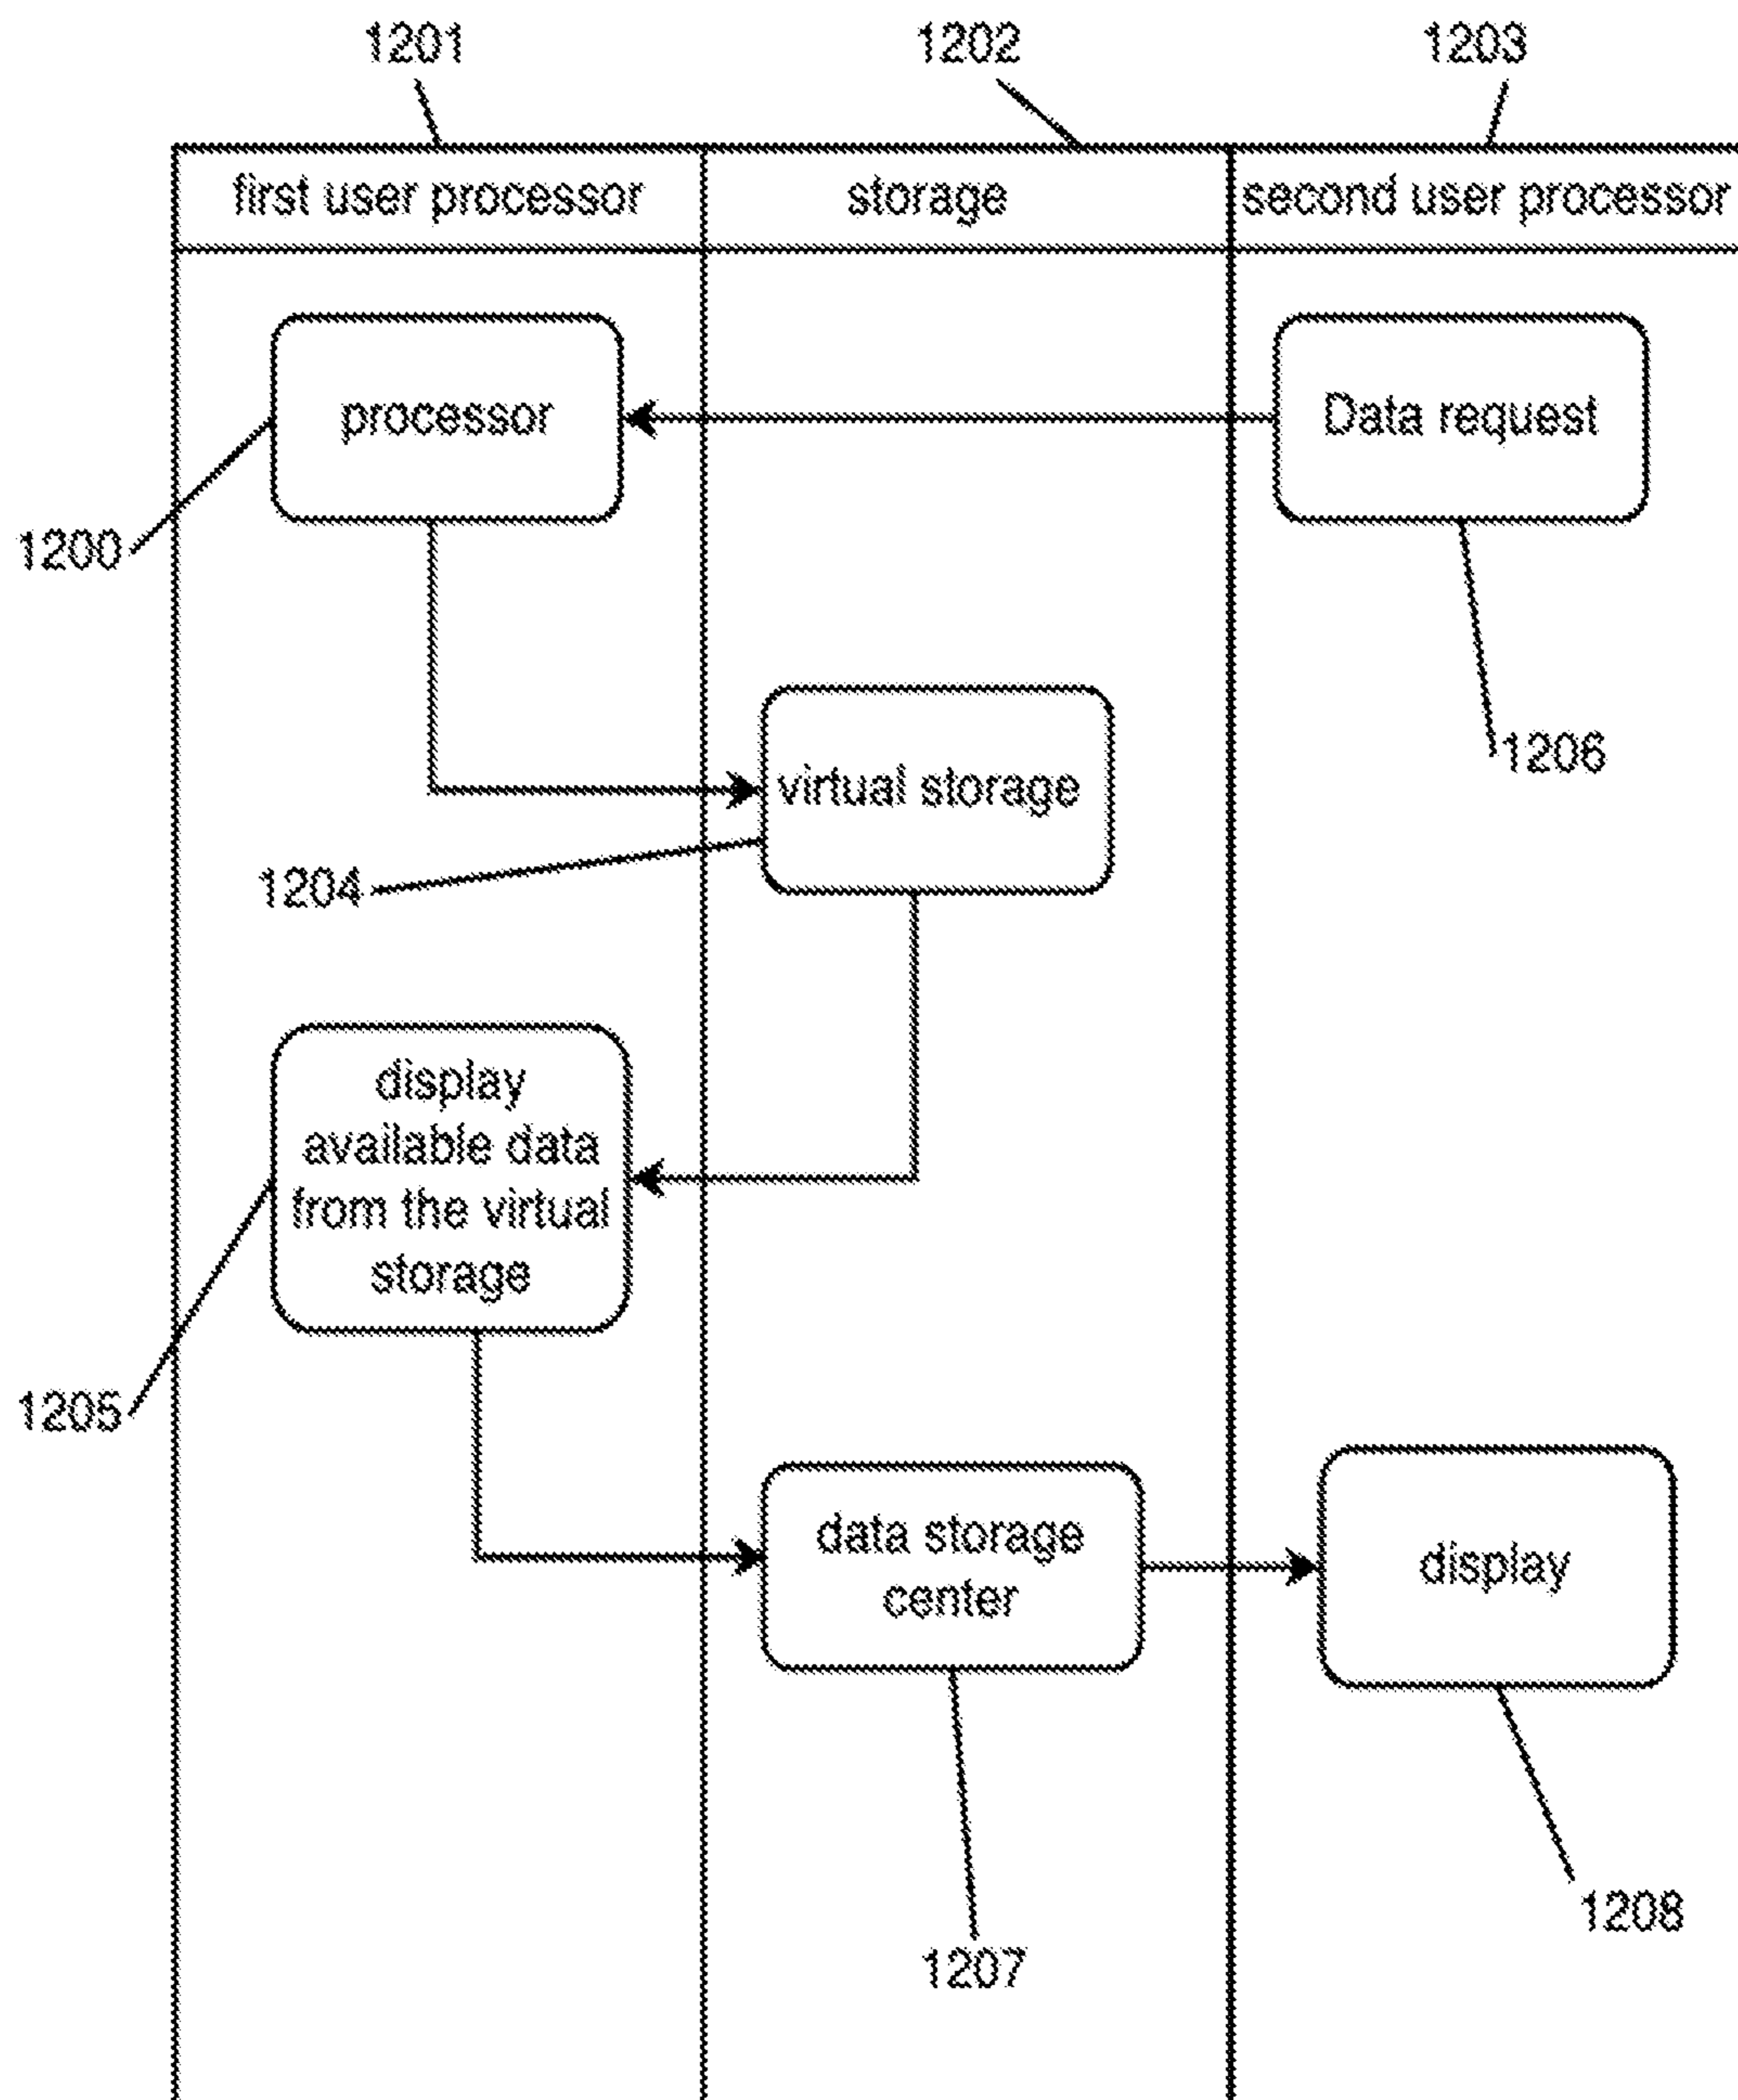 1201
1202
1203
first user processor
storage
second user processor
processor
Data request
1200
1206
virtual storage
1204
display
available data
from the virtual
storage
1205
data storage
center
display
1208
1207